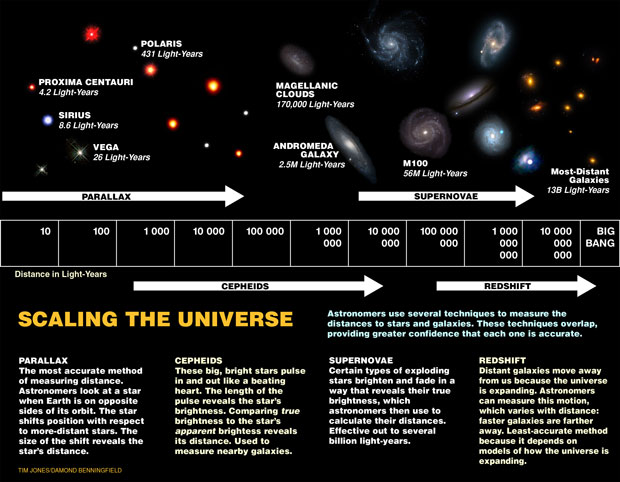 POLARIS
431 Light-Years
PROXIMA CENTAURI
4.2 Light-Years
SIRIUS
8.6 Light-Years
VEGA
26 Light-Years
MAGELLANIC
CLOUDS
170,000 Light-Years
ANDROMEDA
GALAXY
2.5M Light-Years
M100
56M Light-Years
Most-Distant
Galaxies
13B Light-Years
PARALLAX
SUPERNOVAE
10
100
1 000
10 000
100 000
1 000
000
10 000
000
100 000
000
1 000
000
000
10 000
000
000
BIG
BANG
Distance in Light-Years
CEPHEIDS
REDSHIFT
SCALING THE UNIVERSE
Astronomers use several techniques to measure the
distances to stars and galaxies. These techniques overlap,
providing greater confidence that each one is accurate.
PARALLAX
The most accurate method
of measuring distance.
Astronomers look at a star
when Earth is on opposite
sides of its orbit. The star
shifts position with respect
to more-distant stars. The
size of the shift reveals the
star's distance.
CEPHEIDS
These big, bright stars pulse
in and out like a beating
heart. The length of the
pulse reveals the star's
brightness. Comparing true
brightness to the star's
apparent brightess reveals
its distance. Used to
measure nearby galaxies.
SUPERNOVAE
Certain types of exploding
stars brighten and fade in a
way that reveals their true
brightness, which
astronomers then use to
calculate their distances.
Effective out to several
billion light-years.
REDSHIFT
Distant galaxies move away
from us because the universe
is expanding. Astronomers
can measure this motion,
which varies with distance:
faster galaxies are farther
away. Least-accurate method
because it depends on
models of how the universe is
expanding.
TIM JONES/DAMOND BENNINGFIELD